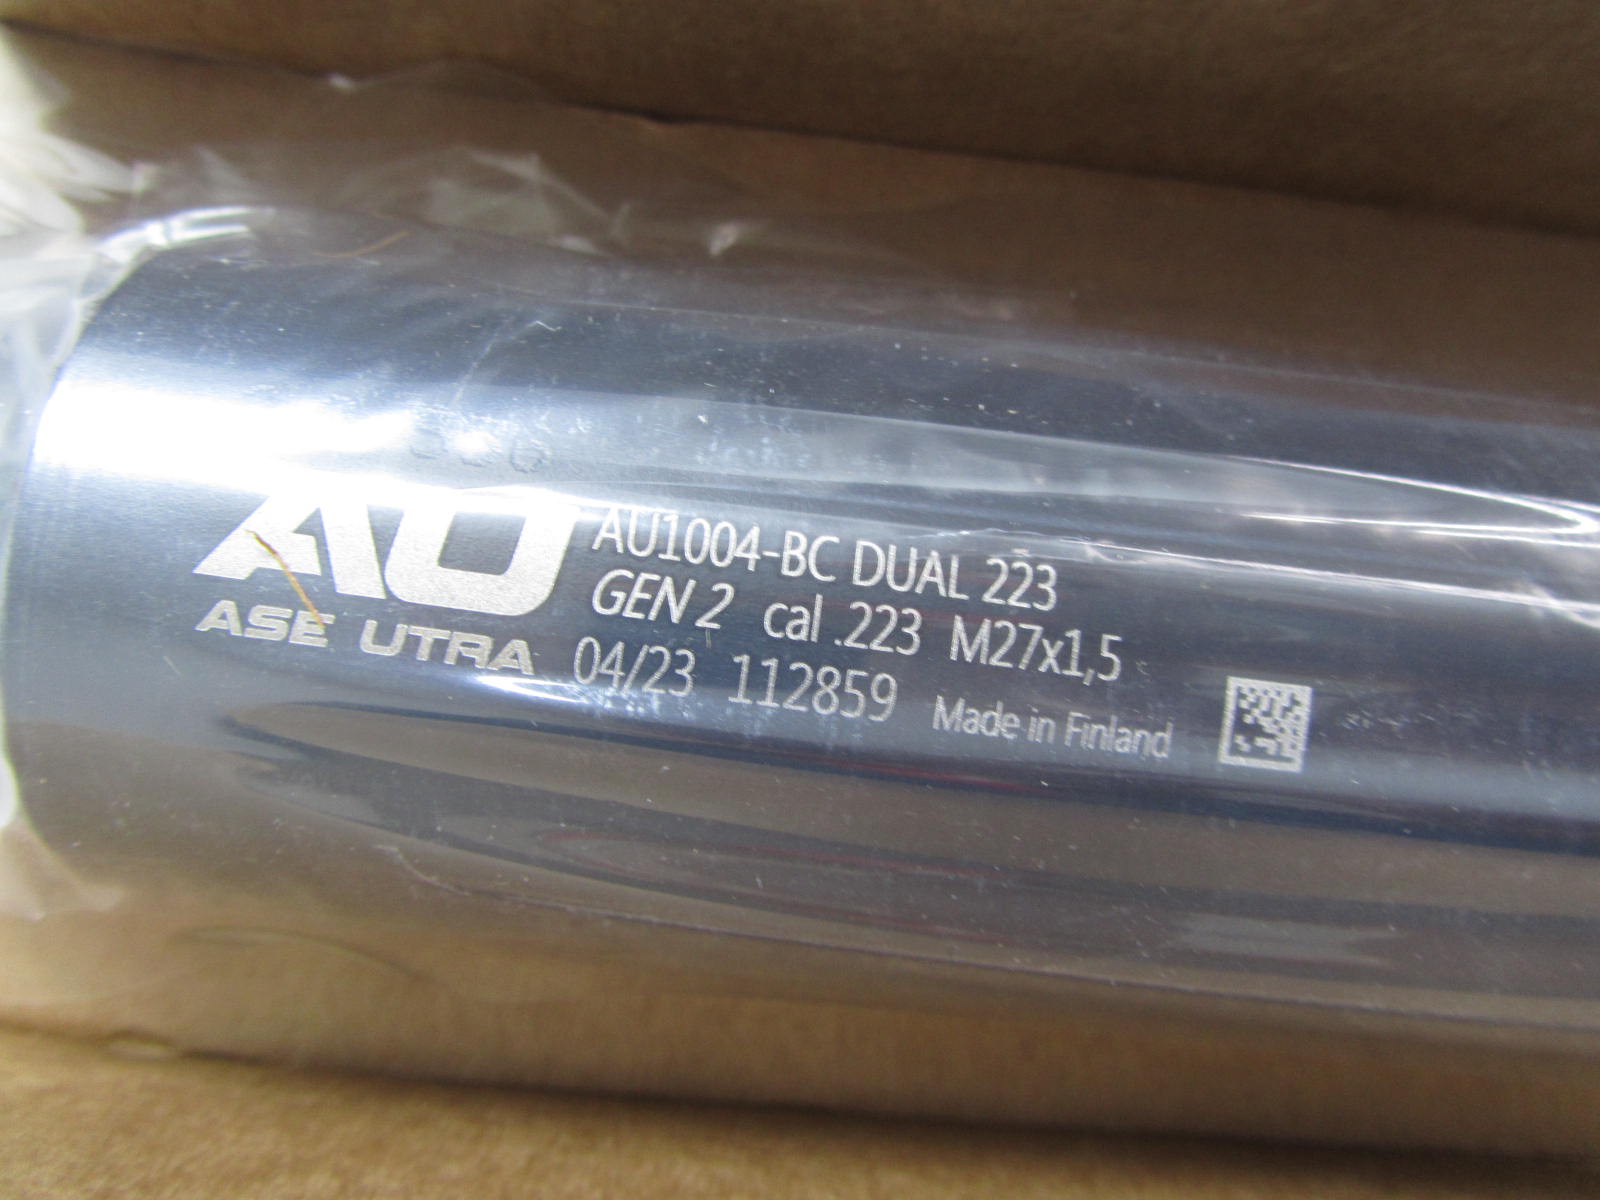 AU
ASE UTRA
AU1004-BC DUAL 223
GEN 2 cal .223 M27x1,5
04/23 112859
Made in Finland